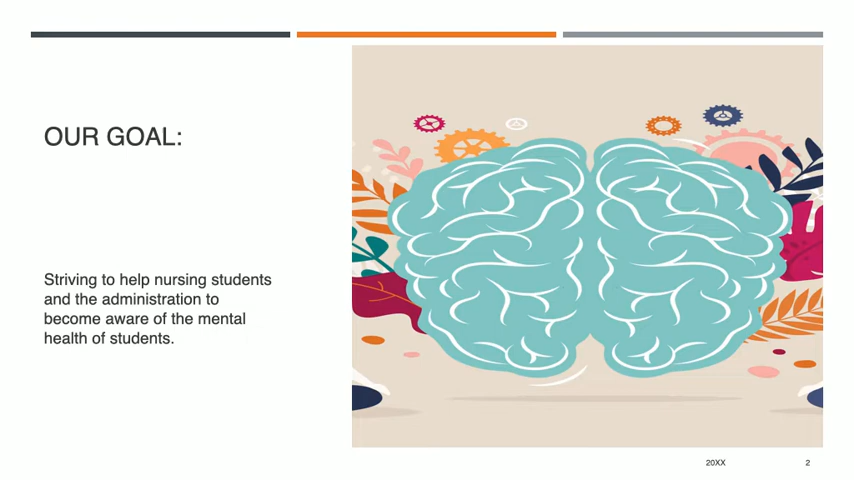 OUR GOAL:
Striving to help nursing students
and the administration to
become aware of the mental
health of students.
20XX
2